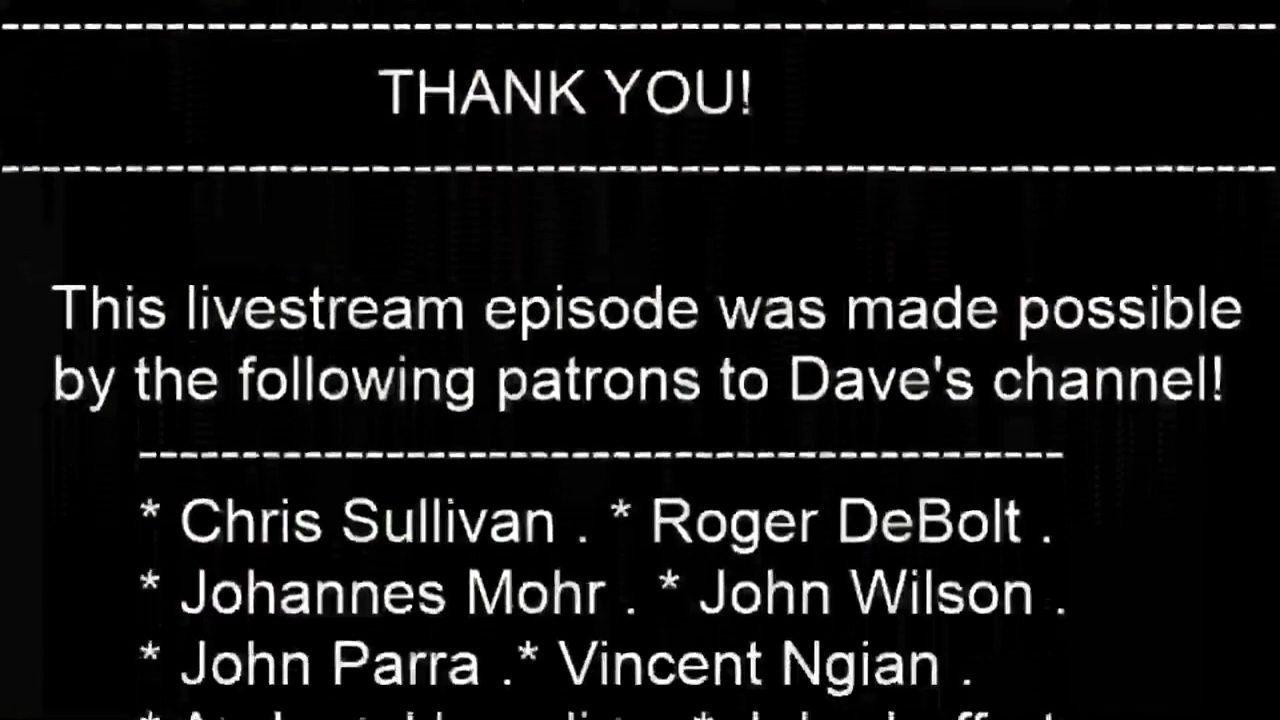 THANK YOU!
This livestream episode was made possible
by the following patrons to Dave's channel!
* Chris Sullivan . * Roger DeBolt .
* Johannes Mohr . * John Wilson .
* John Parra .* Vincent Ngian .